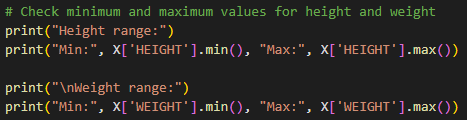 # Check minimum and maximum values for height and weight
print("Height range:")
print("Min:", X['HEIGHT'].min(), "Max:", X['HEIGHT'].max())

print("\nWeight range:")
print("Min:", X['WEIGHT'].min(), "Max:", X['WEIGHT'].max())